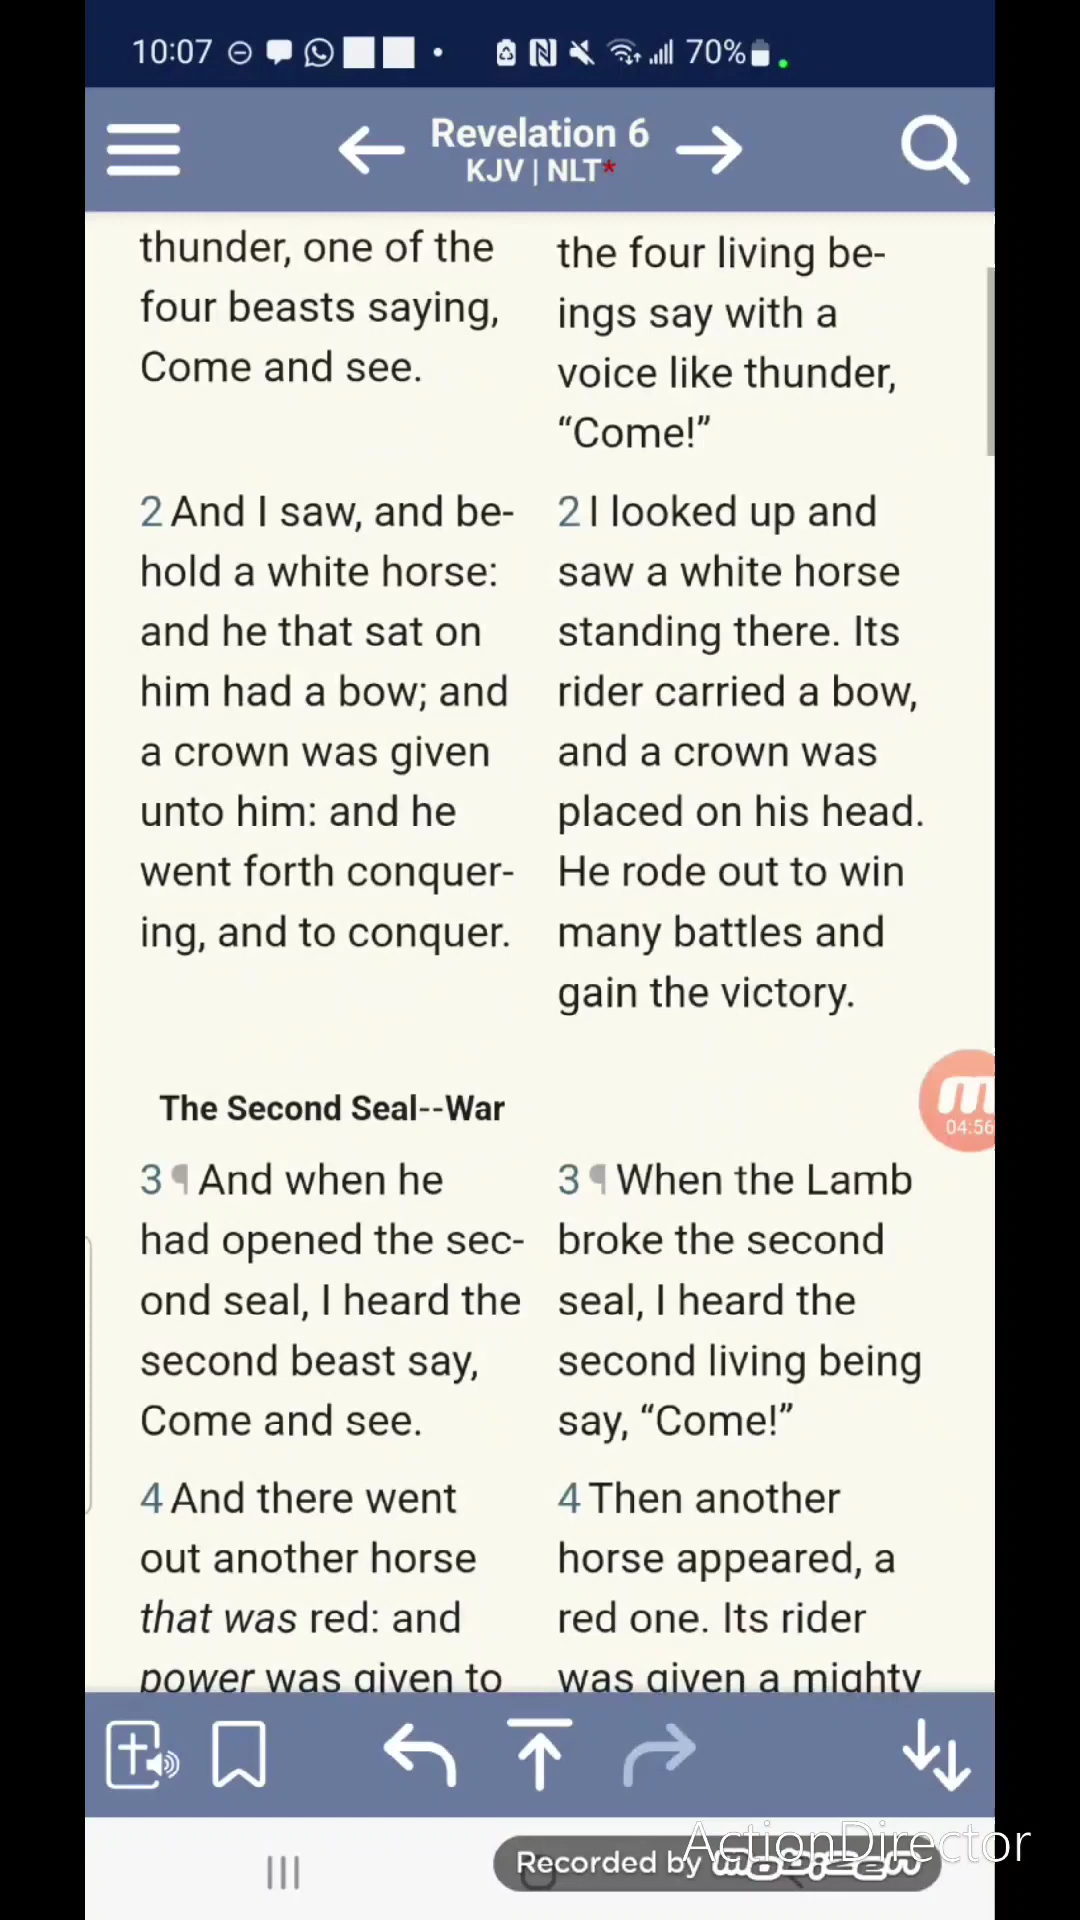 10:07
70%
Revelation 6
KJV | NLT*
thunder, one of the
four beasts saying,
Come and see.
the four living be-
ings say with a
voice like thunder,
“Come!”
2 And I saw, and be-
hold a white horse:
and he that sat on
him had a bow; and
a crown was given
unto him: and he
went forth conquer-
ing, and to conquer.
2 I looked up and
saw a white horse
standing there. Its
rider carried a bow,
and a crown was
placed on his head.
He rode out to win
many battles and
gain the victory.
04:56
The Second Seal--War
3 ¶ And when he
had opened the sec-
ond seal, I heard the
second beast say,
Come and see.
4 And there went
out another horse
that was red: and
power was given to
3 ¶ When the Lamb
broke the second
seal, I heard the
second living being
say, “Come!”
4 Then another
horse appeared, a
red one. Its rider
was given a mighty
ActionDirector
Recorded by mobizen